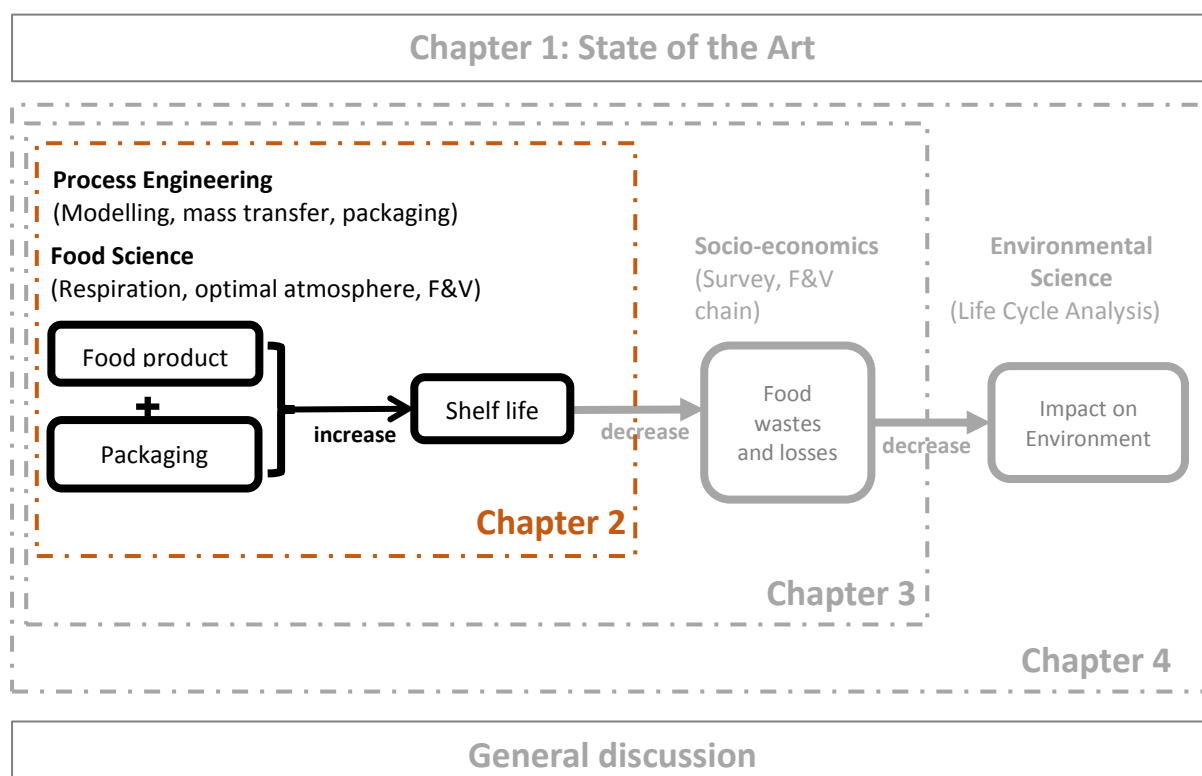 Chapter 1: State of the Art
Process Engineering
(Modelling, mass transfer, packaging)
Food Science
(Respiration, optimal atmosphere, F&V)
Food product
+
Packaging
increase
Shelf life
decrease
Socio-economics
(Survey, F&V
chain)
Food
wastes
and losses
decrease
Environmental
Science
(Life Cycle Analysis)
Impact on
Environment
Chapter 2
Chapter 3
Chapter 4
General discussion